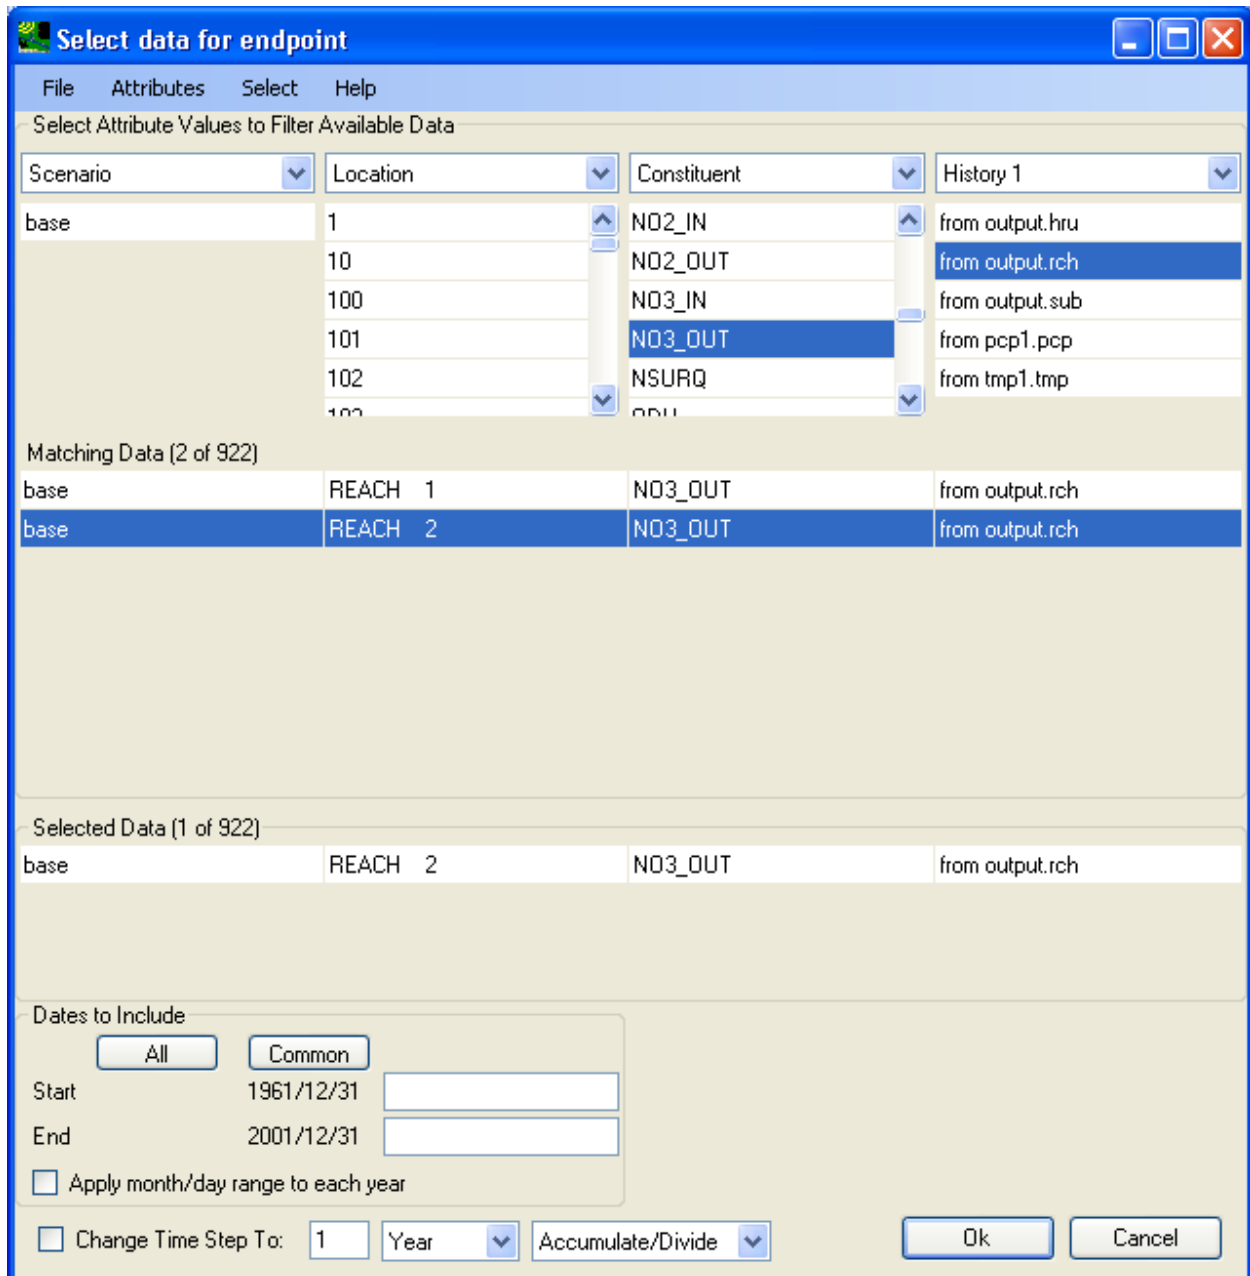 Select data for endpoint
File Attributes Select Help
Select Attribute Values to Filter Available Data
Scenario Location Constituent History 1
base 1 NO2_IN from output.hru
10 NO2_OUT from output.rch
100 NO3_IN from output.sub
101 NO3_OUT from pcp1.pcp
102 NSURQ from tmp1.tmp
Matching Data (2 of 922)
base REACH 1 NO3_OUT from output.rch
base REACH 2 NO3_OUT from output.rch
Selected Data (1 of 922)
base REACH 2 NO3_OUT from output.rch
Dates to Include
All Common
Start 1961/12/31
End 2001/12/31
Apply month/day range to each year
Change Time Step To: 1 Year Accumulate/Divide Ok Cancel